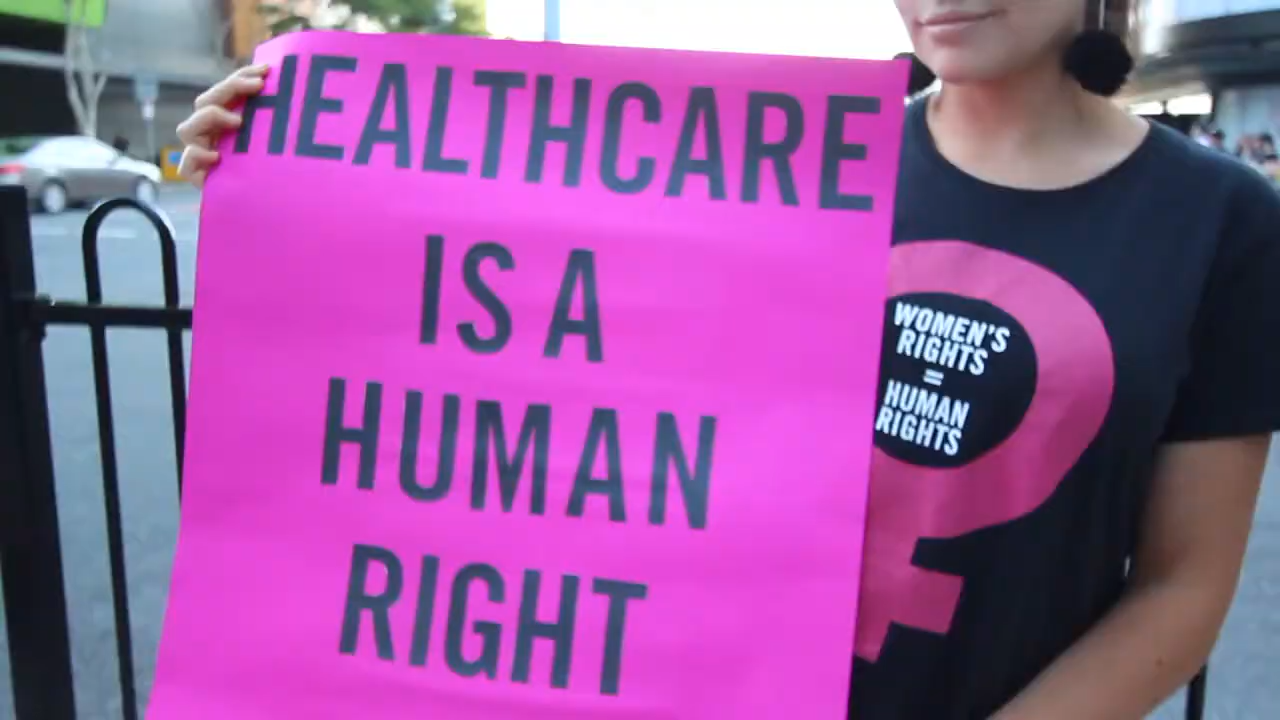 HEALTHCARE
IS A
HUMAN
RIGHT
WOMEN'S
RIGHTS
=
HUMAN
RIGHTS